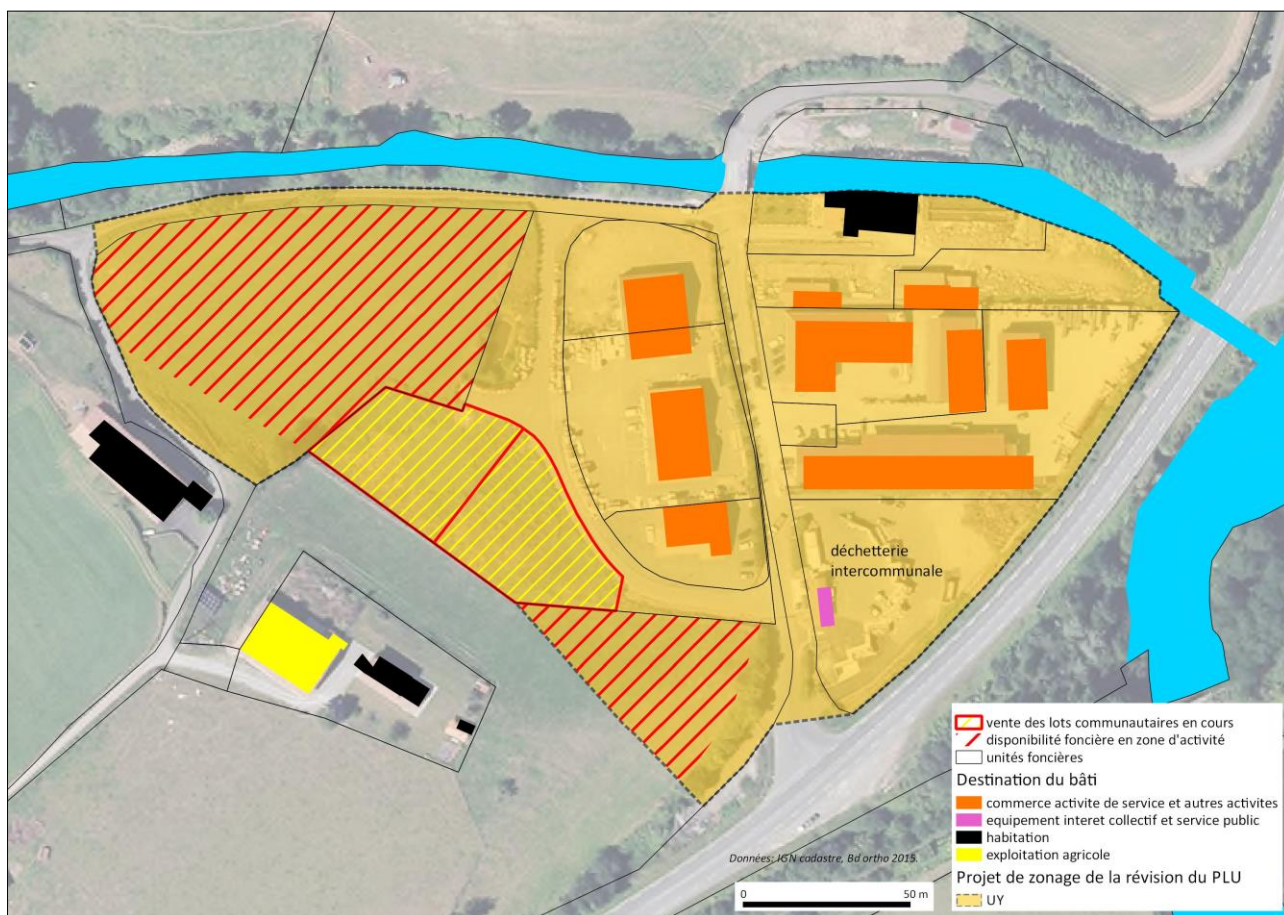 déchetterie
intercommunale
vente des lots communautaires en cours
disponibilité foncière en zone d'activité
unités foncières
Destination du bâti
commerce activite de service et autres activites
equipement interet collectif et service public
habitation
exploitation agricole
Projet de zonage de la révision du PLU
UY
Données: IGN cadastre, Bd ortho 2015.
0 50 m